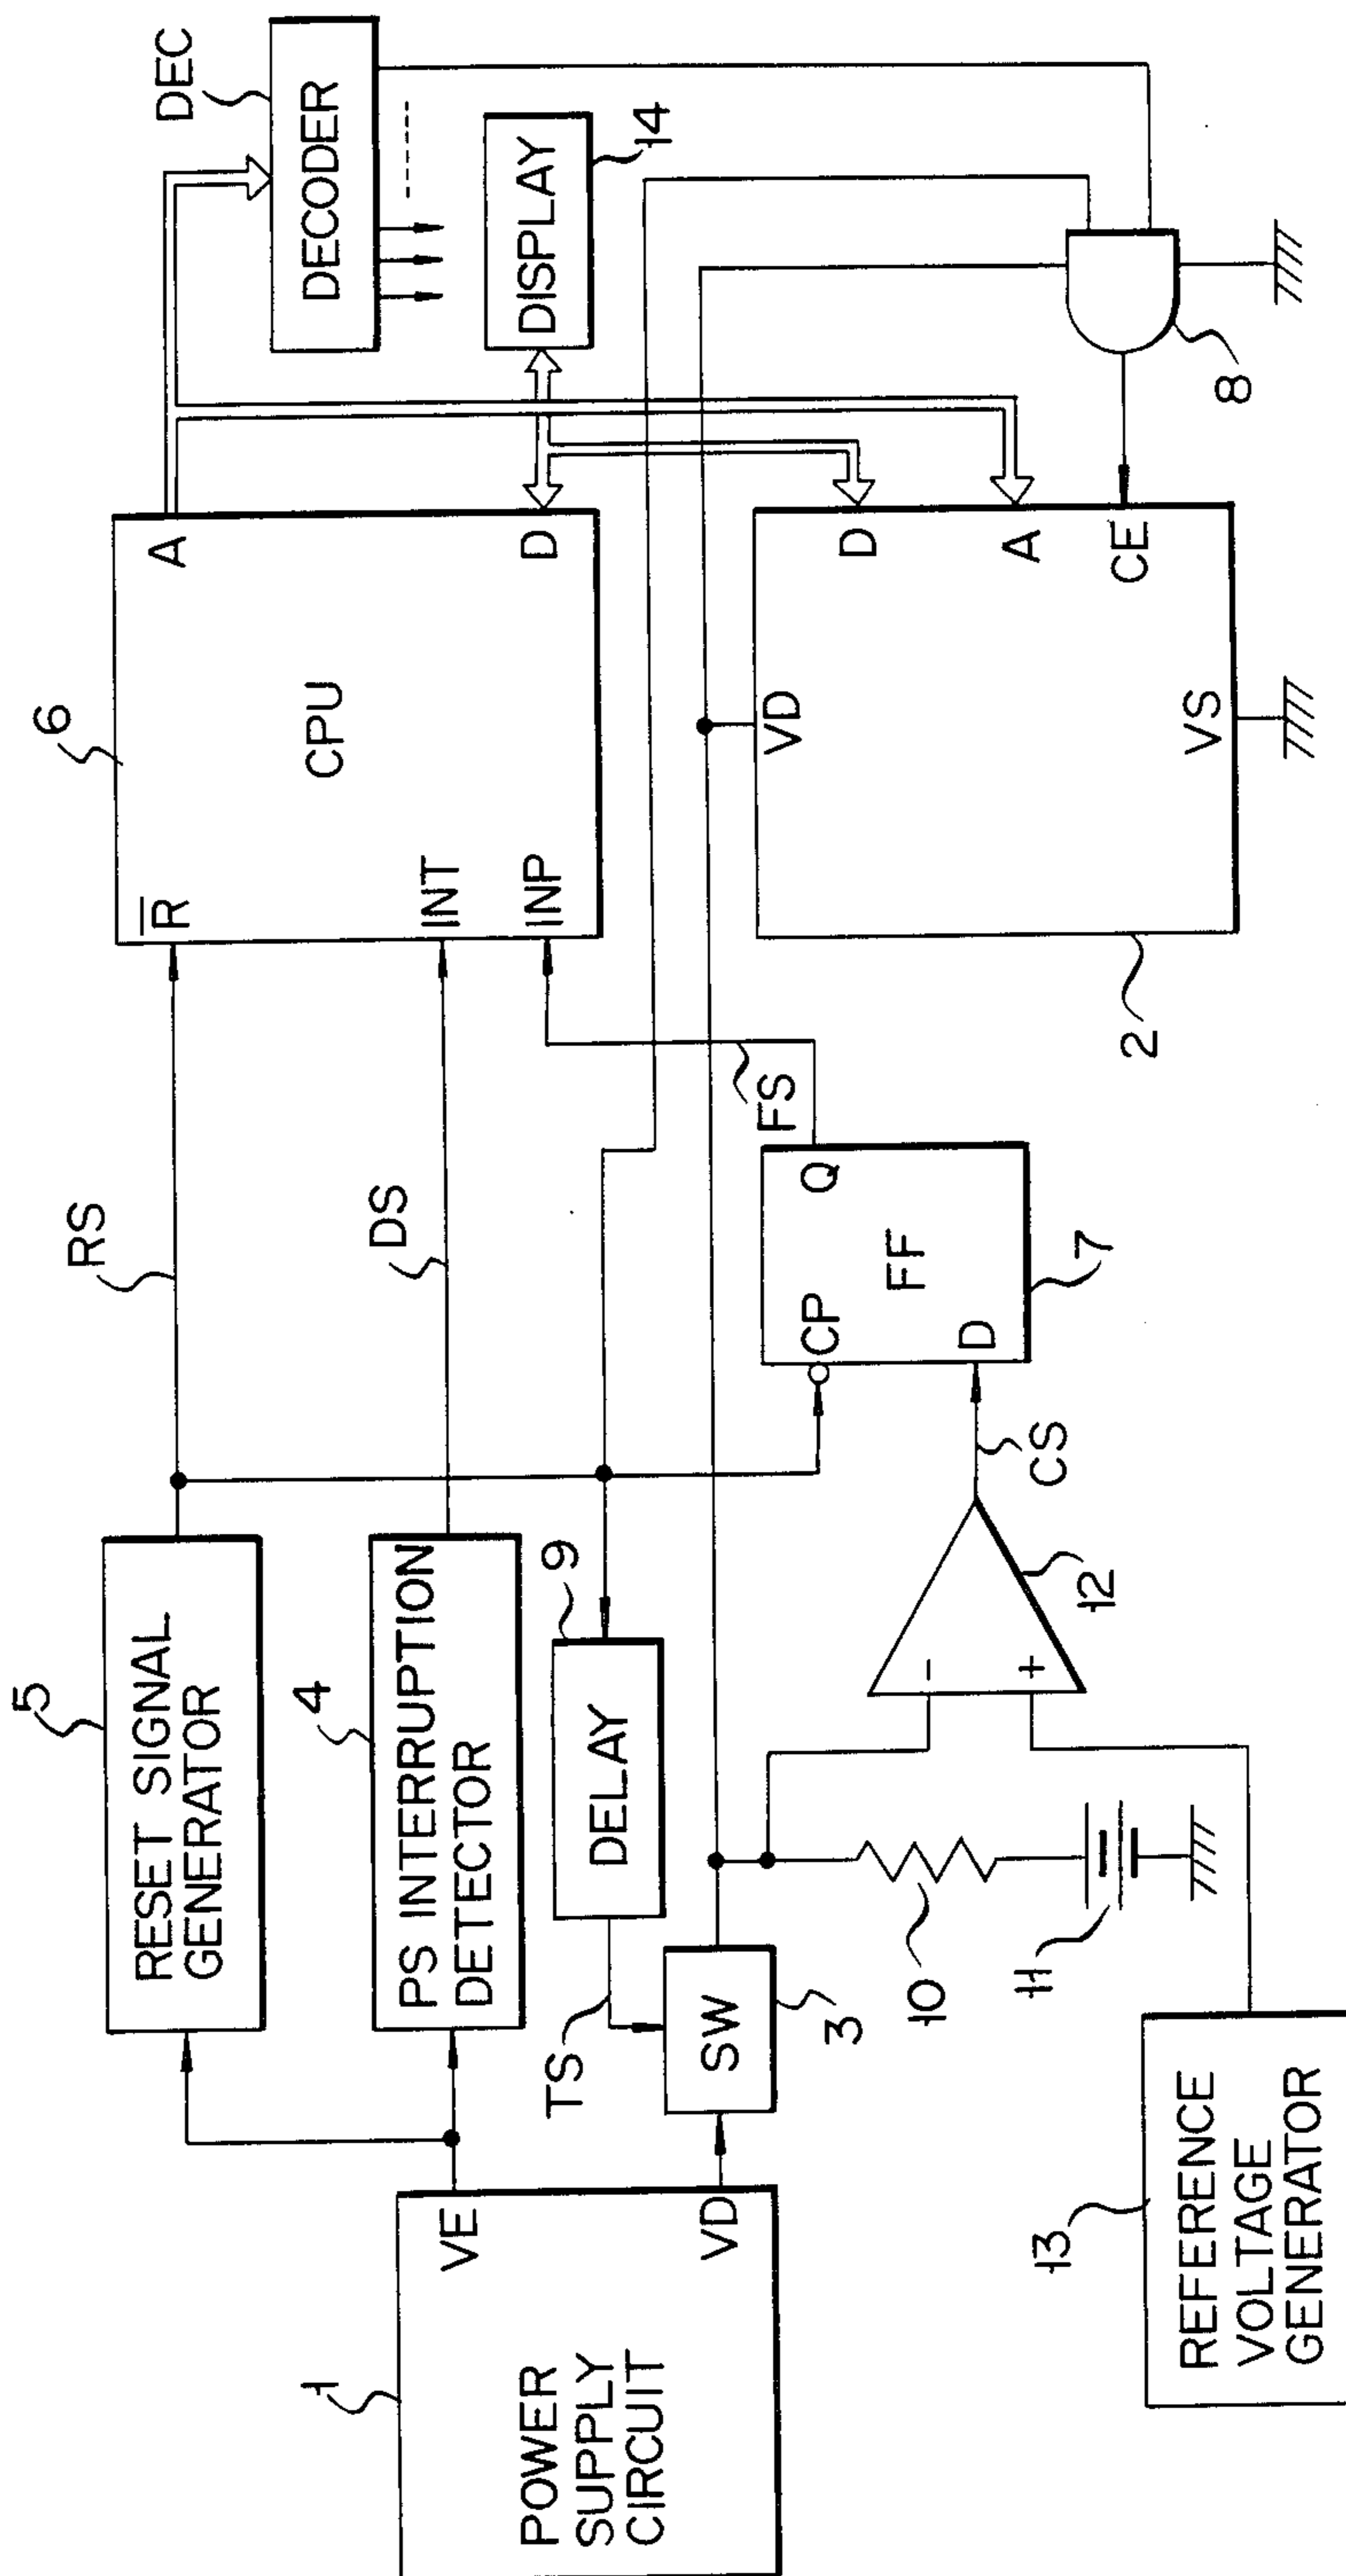 1
POWER
SUPPLY
CIRCUIT
VE
VD
5
RESET SIGNAL
GENERATOR
RS
4
PS INTERRUPTION
DETECTOR
DS
9
DELAY
TS
SW
3
10
11
13
REFERENCE
VOLTAGE
GENERATOR
-
+
12
CS
CP
Q
FF
D
7
FS
6
R̅
INT
INP
CPU
A
D
DEC
DECODER
DISPLAY
14
2
VD
D
A
CE
VS
8